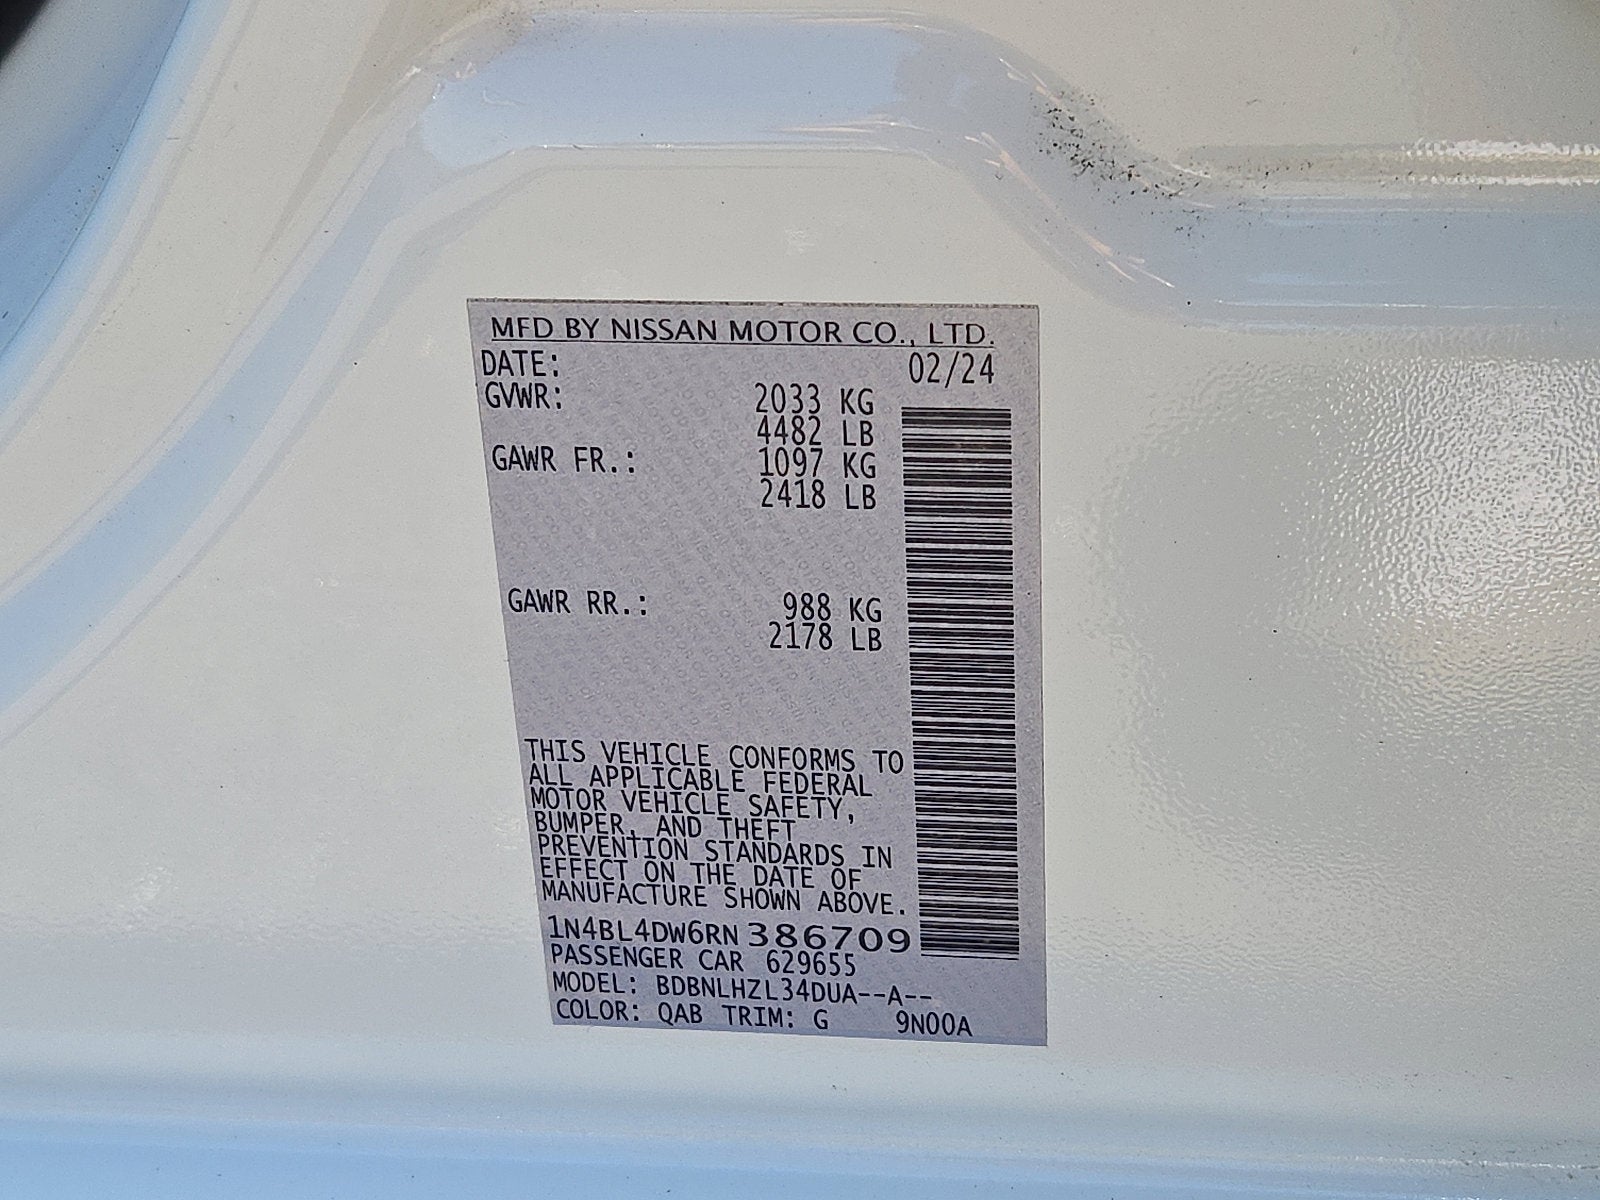 MFD BY NISSAN MOTOR CO., LTD.
DATE: 02/24
GVWR: 2033 KG
4482 LB
GAWR FR.: 1097 KG
2418 LB
GAWR RR.: 988 KG
2178 LB
THIS VEHICLE CONFORMS TO
ALL APPLICABLE FEDERAL
MOTOR VEHICLE SAFETY,
BUMPER, AND THEFT
PREVENTION STANDARDS IN
EFFECT ON THE DATE OF
MANUFACTURE SHOWN ABOVE.
1N4BL4DW6RN386709
PASSENGER CAR 629655
MODEL: BDBNLHZL34DUA--A--
COLOR: QAB TRIM: G 9N00A